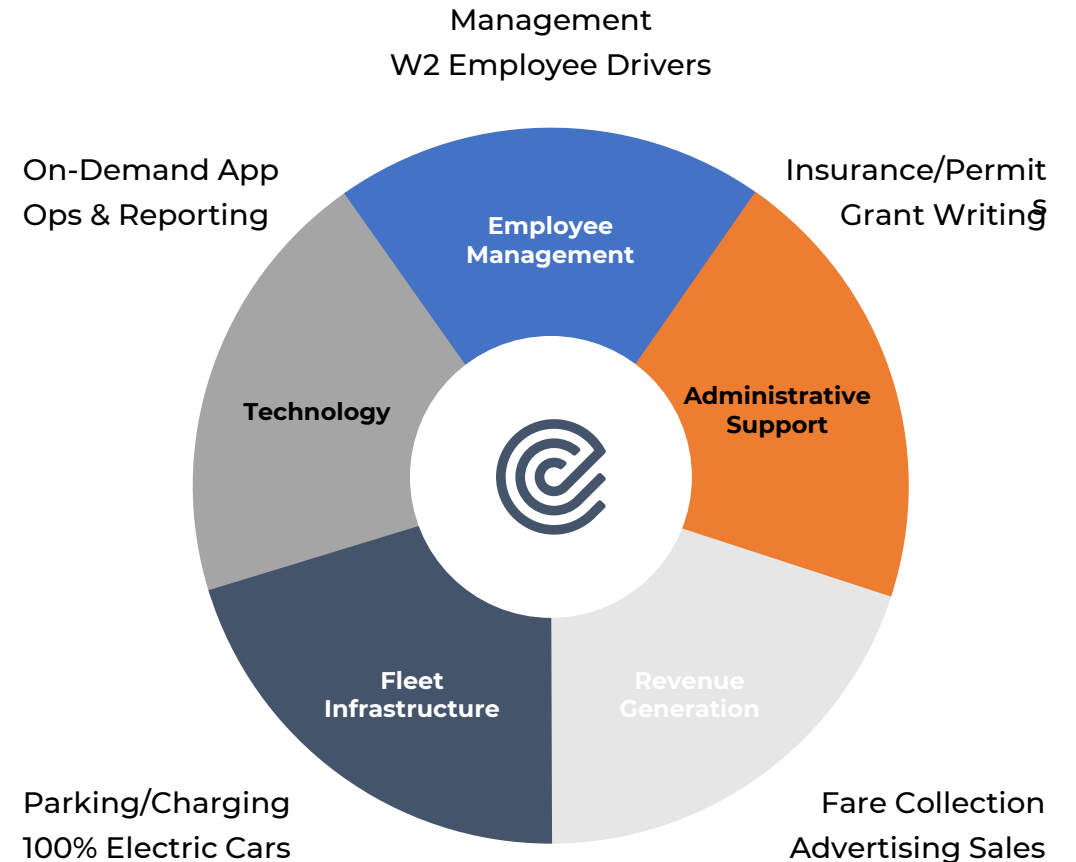 Management
W2 Employee Drivers
On-Demand App
Ops & Reporting
Insurance/Permit
s
Grant Writing
Employee
Management
Technology
Administrative
Support
Fleet
Infrastructure
Revenue
Generation
Parking/Charging
100% Electric Cars
Fare Collection
Advertising Sales